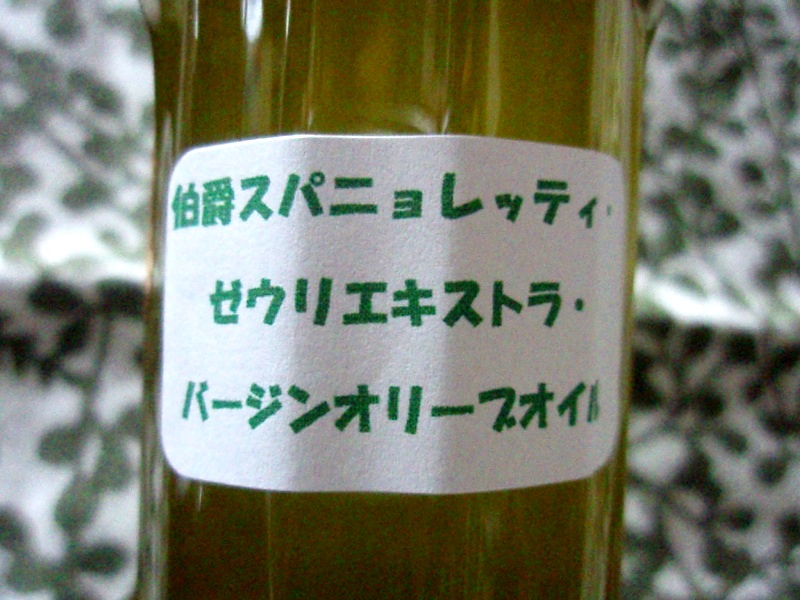 伯爵スパニョレッティ・
ゼウリエキストラ・
バージンオリーブオイル